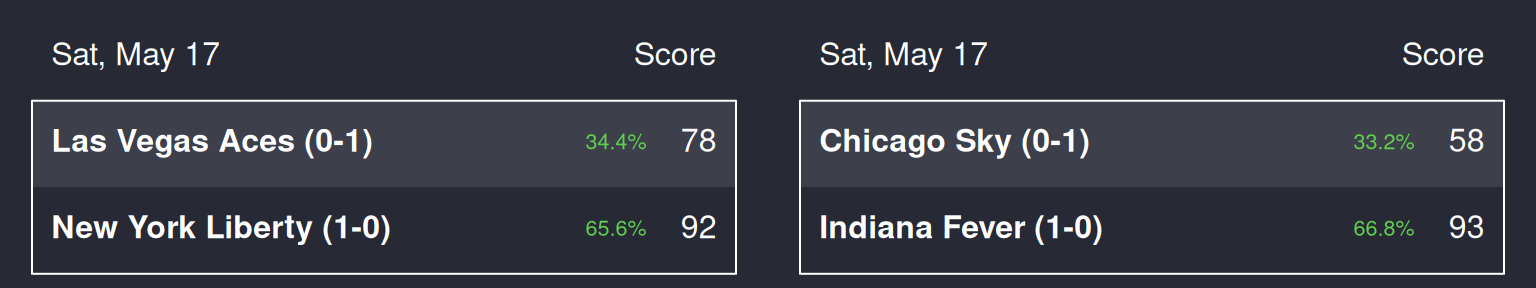 Sat, May 17 Score
Las Vegas Aces (0-1) 34.4% 78
New York Liberty (1-0) 65.6% 92
Sat, May 17 Score
Chicago Sky (0-1) 33.2% 58
Indiana Fever (1-0) 66.8% 93